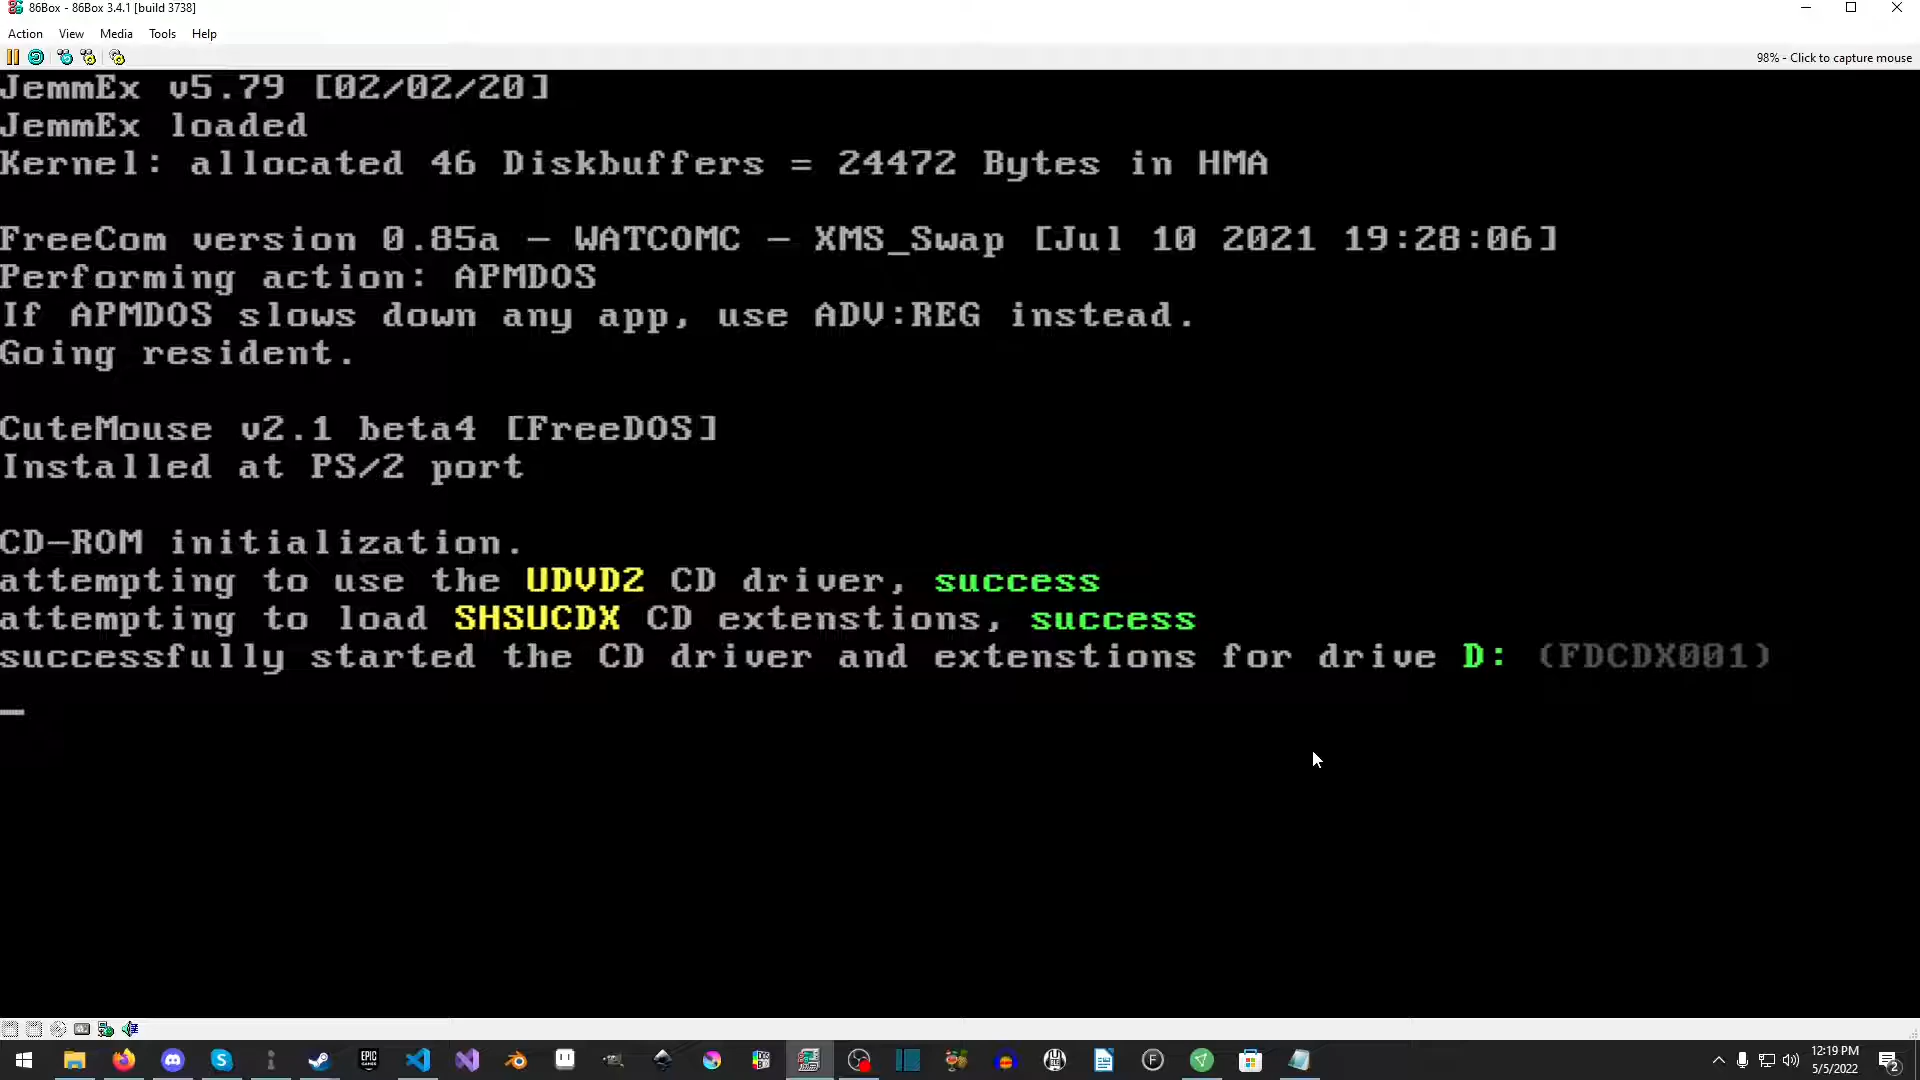 86Box - 86Box 3.4.1 [build 3738]
Action View Media Tools Help
98% - Click to capture mouse
JemmEx v5.79 [02/02/20]
JemmEx loaded
Kernel: allocated 46 Diskbuffers = 24472 Bytes in HMA
FreeCom version 0.85a - WATCOMC - XMS_Swap [Jul 10 2021 19:28:06]
Performing action: APMDOS
If APMDOS slows down any app, use ADV:REG instead.
Going resident.
CuteMouse v2.1 beta4 [FreeDOS]
Installed at PS/2 port
CD-ROM initialization.
attempting to use the UDVD2 CD driver, success
attempting to load SHSUCDX CD extenstions, success
successfully started the CD driver and extenstions for drive D: (FDCDX001)
12:19 PM
5/5/2022